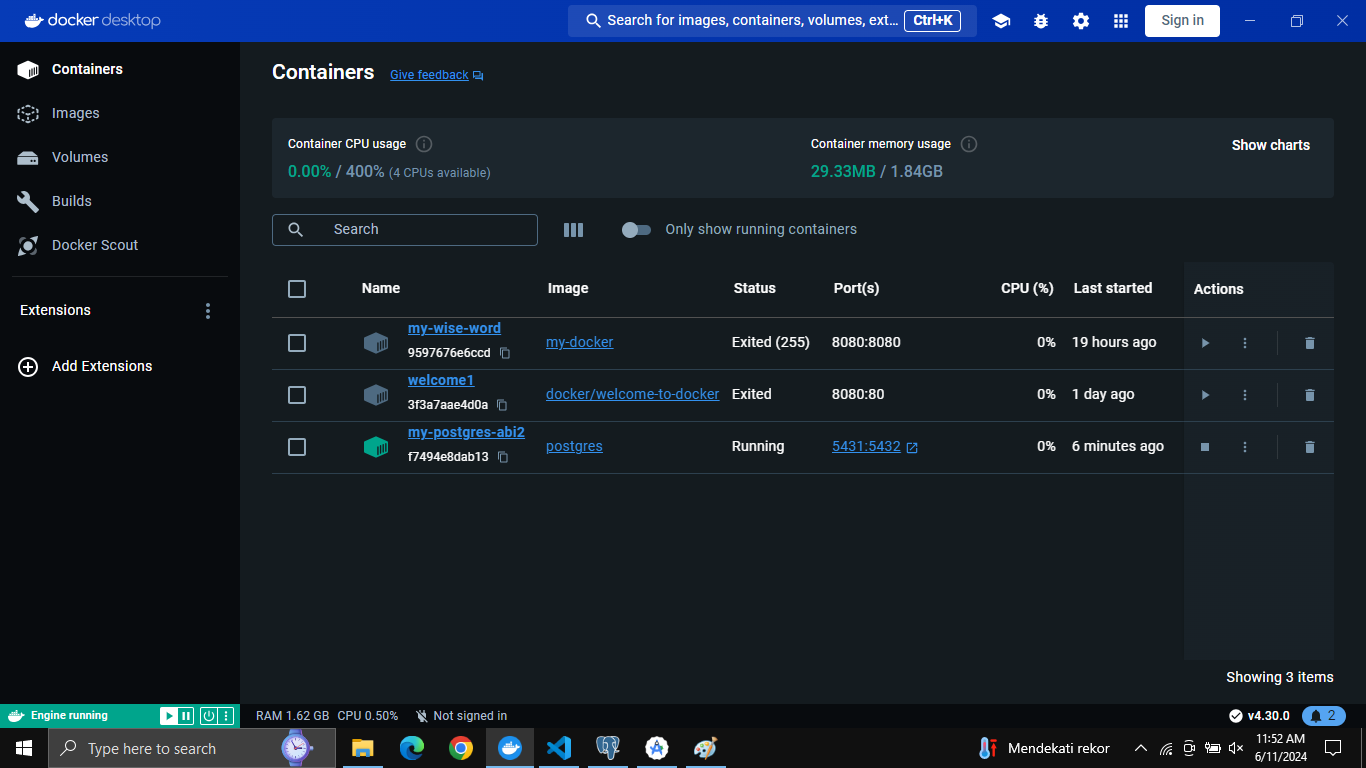 docker desktop
Search for images, containers, volumes, ext... Ctrl+K
Sign in
Containers
Images
Volumes
Builds
Docker Scout
Extensions
Add Extensions
Containers Give feedback
Container CPU usage
0.00% / 400% (4 CPUs available)
Container memory usage
29.33MB / 1.84GB
Show charts
Search
Only show running containers
Name Image Status Port(s) CPU (%) Last started Actions
my-wise-word
9597676e6ccd
my-docker Exited (255) 8080:8080 0% 19 hours ago
welcome1
3f3a7aae4d0a
docker/welcome-to-docker Exited 8080:80 0% 1 day ago
my-postgres-abi2
f7494e8dab13
postgres Running 5431:5432 0% 6 minutes ago
Showing 3 items
Engine running
RAM 1.62 GB CPU 0.50% Not signed in
v4.30.0 2
Type here to search
Mendekati rekor
11:52 AM
6/11/2024